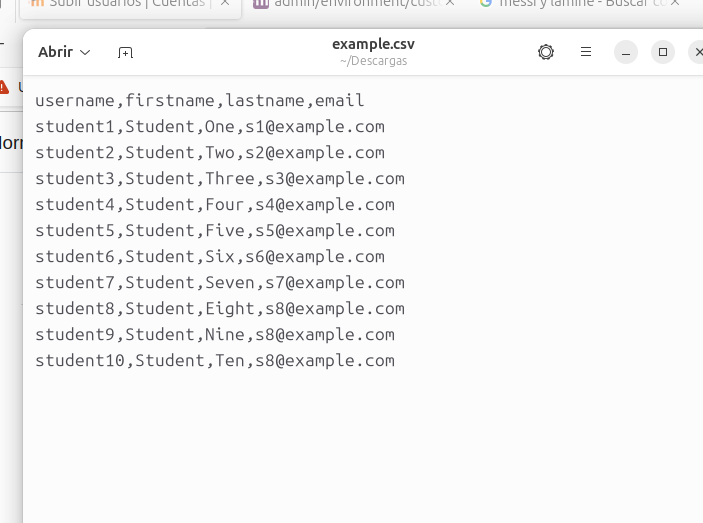 Subir usuarios | Cuentas |
admin/environment/cust
messi y lamine - Buscar co
Abrir
example.csv
~/Descargas
username,firstname,lastname,email
student1,Student,One,s1@example.com
student2,Student,Two,s2@example.com
student3,Student,Three,s3@example.com
student4,Student,Four,s4@example.com
student5,Student,Five,s5@example.com
student6,Student,Six,s6@example.com
student7,Student,Seven,s7@example.com
student8,Student,Eight,s8@example.com
student9,Student,Nine,s8@example.com
student10,Student,Ten,s8@example.com